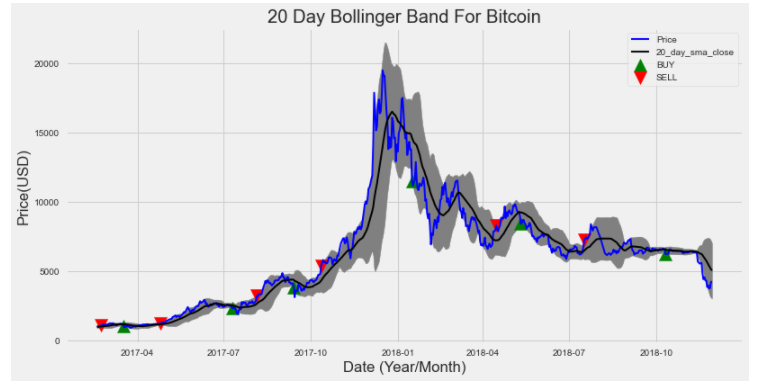 20 Day Bollinger Band For Bitcoin
Price
20_day_sma_close
BUY
SELL
20000
15000
10000
5000
0
Price(USD)
2017-04 2017-07 2017-10 2018-01 2018-04 2018-07 2018-10
Date (Year/Month)